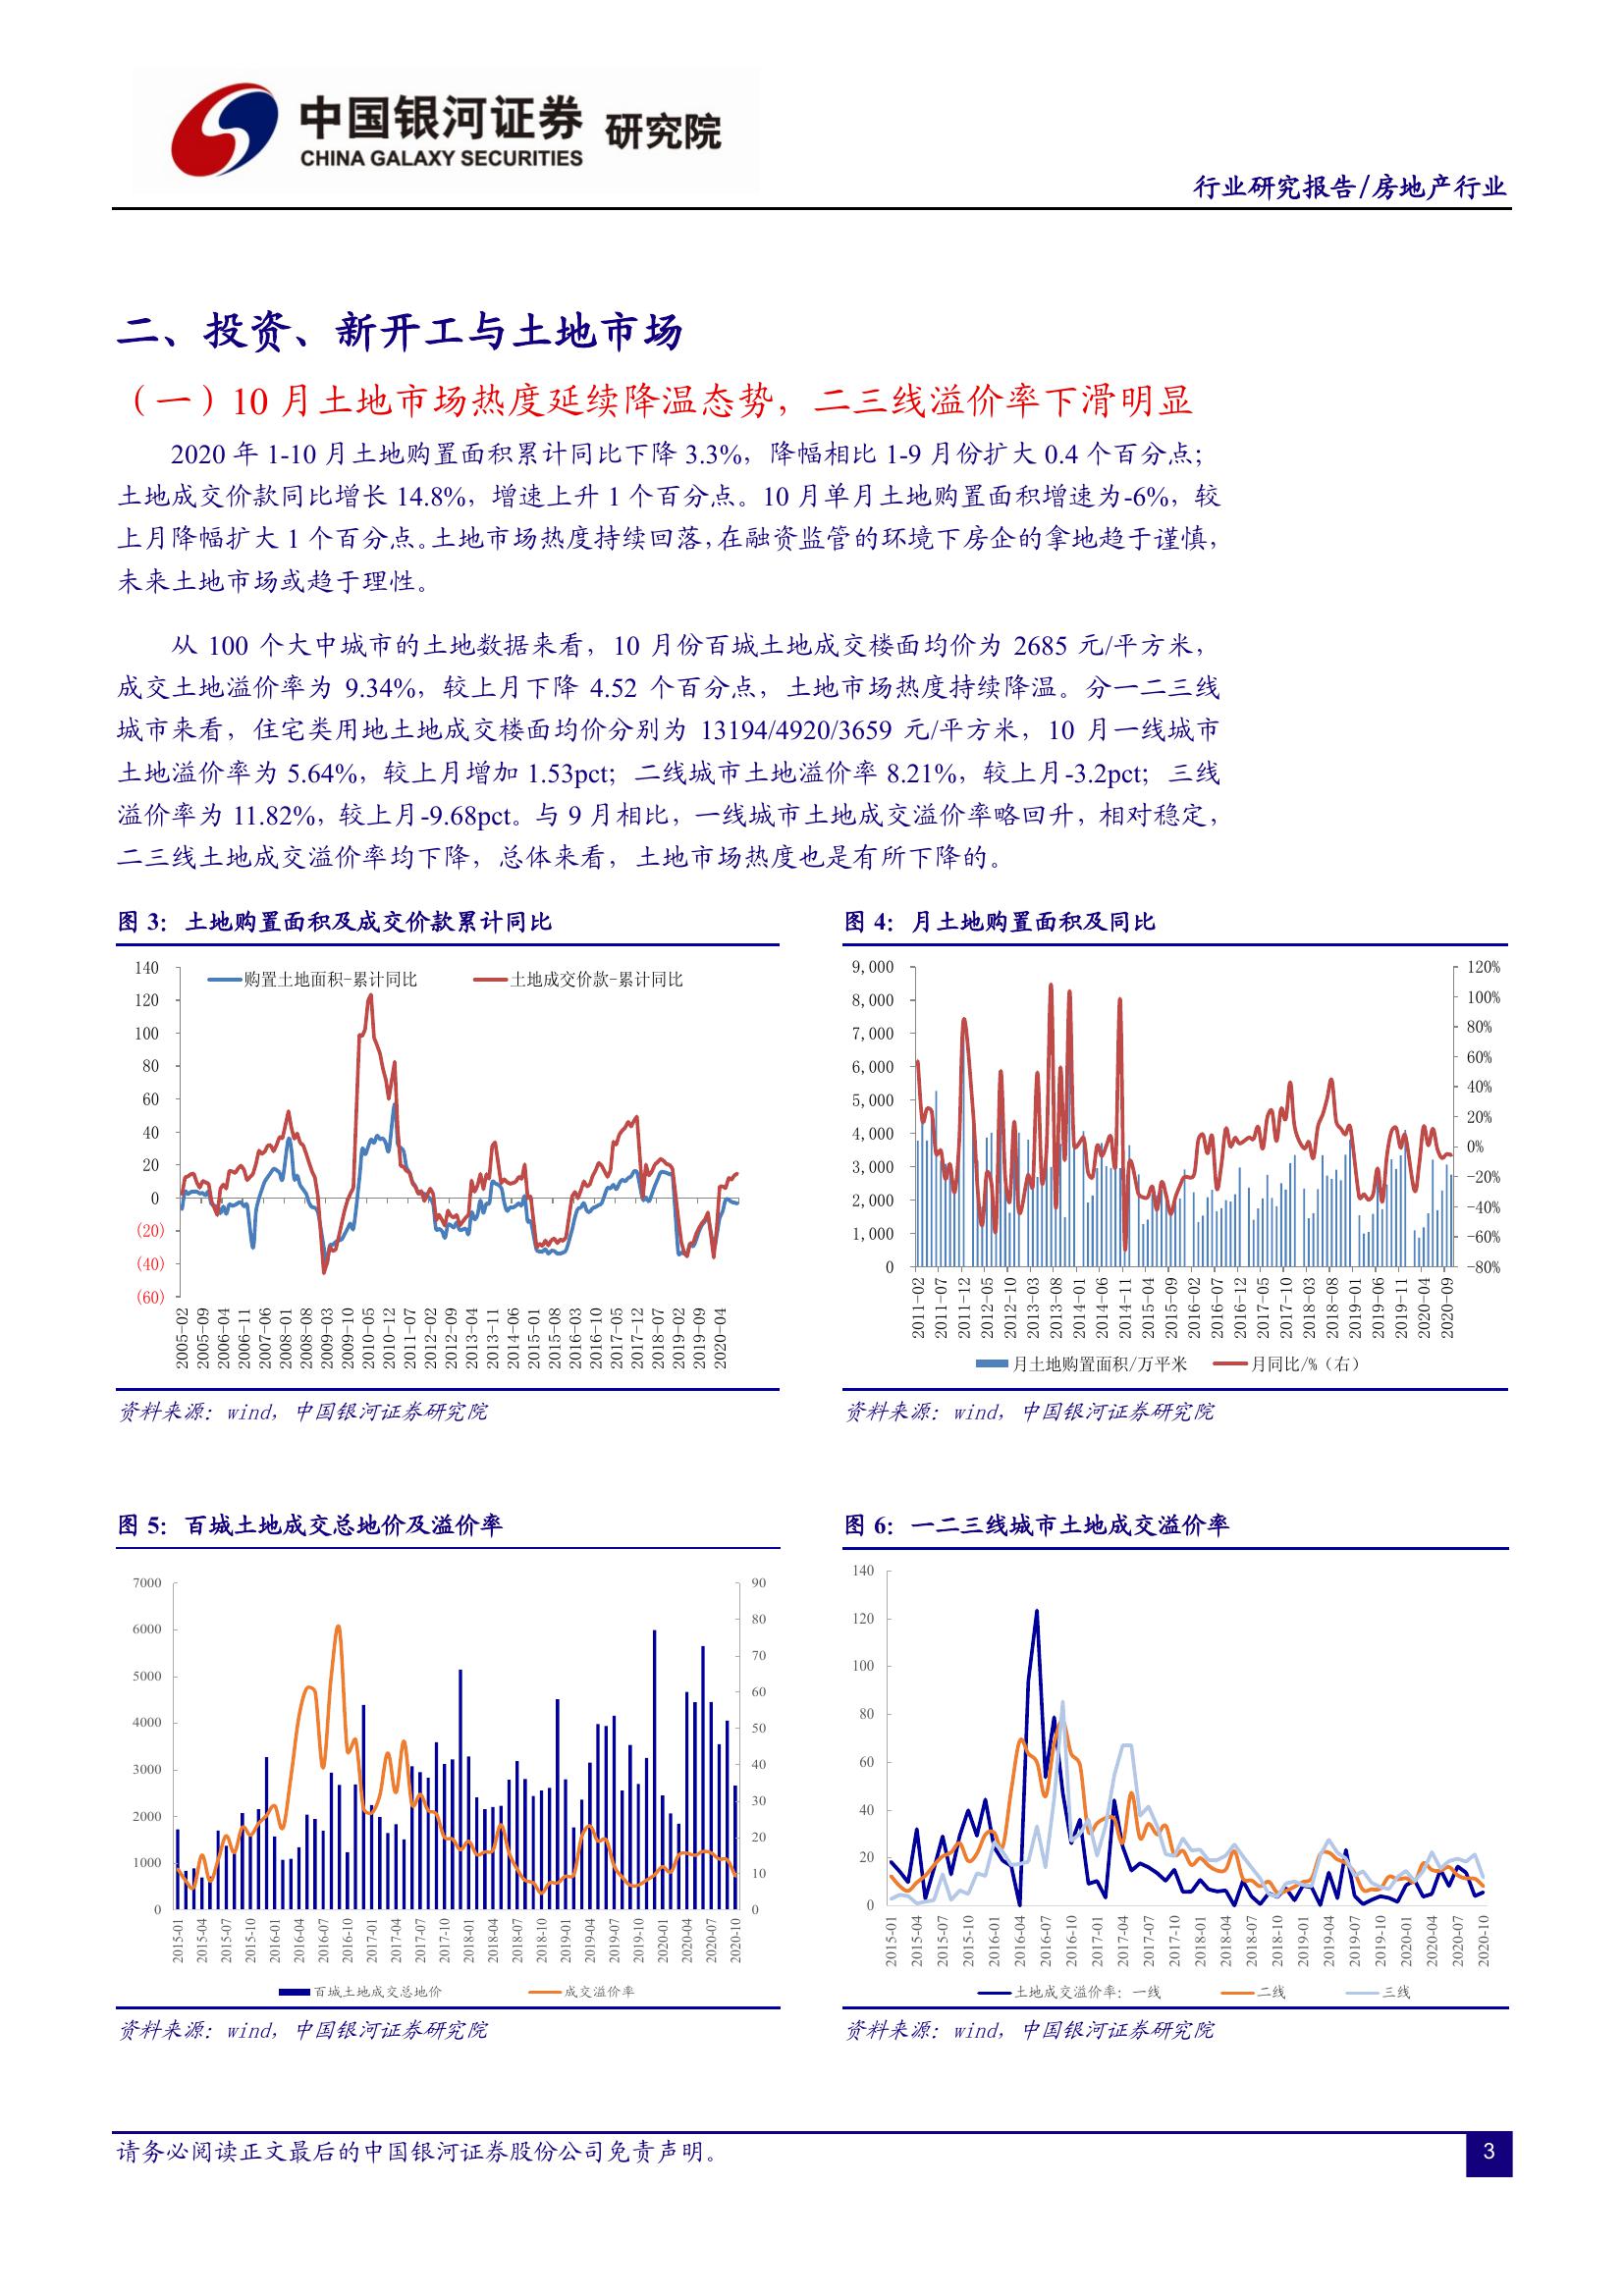 中国银河证券 研究院
CHINA GALAXY SECURITIES
行业研究报告/房地产行业
二、投资、新开工与土地市场
（一）10 月土地市场热度延续降温态势，二三线溢价率下滑明显
2020 年 1-10 月土地购置面积累计同比下降 3.3%，降幅相比 1-9 月份扩大 0.4 个百分点；
土地成交价款同比增长 14.8%，增速上升 1 个百分点。10 月单月土地购置面积增速为-6%，较
上月降幅扩大 1 个百分点。土地市场热度持续回落，在融资监管的环境下房企的拿地趋于谨慎，
未来土地市场或趋于理性。
从 100 个大中城市的土地数据来看，10 月份百城土地成交楼面均价为 2685 元/平方米，
成交土地溢价率为 9.34%，较上月下降 4.52 个百分点，土地市场热度持续降温。分一二三线
城市来看，住宅类用地土地成交楼面均价分别为 13194/4920/3659 元/平方米，10 月一线城市
土地溢价率为 5.64%，较上月增加 1.53pct；二线城市土地溢价率 8.21%，较上月-3.2pct；三线
溢价率为 11.82%，较上月-9.68pct。与 9 月相比，一线城市土地成交溢价率略回升，相对稳定，
二三线土地成交溢价率均下降，总体来看，土地市场热度也是有所下降的。
图 3：土地购置面积及成交价款累计同比
购置土地面积-累计同比 土地成交价款-累计同比
140
120
100
80
60
40
20
0
(20)
(40)
(60)
2005-02 2005-09 2006-04 2006-11 2007-06 2008-01 2008-08 2009-03 2009-10 2010-05 2010-12 2011-07 2012-02 2012-09 2013-04 2013-11 2014-06 2015-01 2015-08 2016-03 2016-10 2017-05 2017-12 2018-07 2019-02 2019-09 2020-04
资料来源：wind，中国银河证券研究院
图 4：月土地购置面积及同比
9,000
8,000
7,000
6,000
5,000
4,000
3,000
2,000
1,000
0
120%
100%
80%
60%
40%
20%
0%
-20%
-40%
-60%
-80%
2011-02 2011-07 2011-12 2012-05 2012-10 2013-03 2013-08 2014-01 2014-06 2014-11 2015-04 2015-09 2016-02 2016-07 2016-12 2017-05 2017-10 2018-03 2018-08 2019-01 2019-06 2019-11 2020-04 2020-09
月土地购置面积/万平米 月同比/%（右）
资料来源：wind，中国银河证券研究院
图 5：百城土地成交总地价及溢价率
7000
6000
5000
4000
3000
2000
1000
0
90
80
70
60
50
40
30
20
10
0
2015-01 2015-04 2015-07 2015-10 2016-01 2016-04 2016-07 2016-10 2017-01 2017-04 2017-07 2017-10 2018-01 2018-04 2018-07 2018-10 2019-01 2019-04 2019-07 2019-10 2020-01 2020-04 2020-07 2020-10
百城土地成交总地价 成交溢价率
资料来源：wind，中国银河证券研究院
图 6：一二三线城市土地成交溢价率
140
120
100
80
60
40
20
0
2015-01 2015-04 2015-07 2015-10 2016-01 2016-04 2016-07 2016-10 2017-01 2017-04 2017-07 2017-10 2018-01 2018-04 2018-07 2018-10 2019-01 2019-04 2019-07 2019-10 2020-01 2020-04 2020-07 2020-10
土地成交溢价率：一线 二线 三线
资料来源：wind，中国银河证券研究院
请务必阅读正文最后的中国银河证券股份公司免责声明。
3